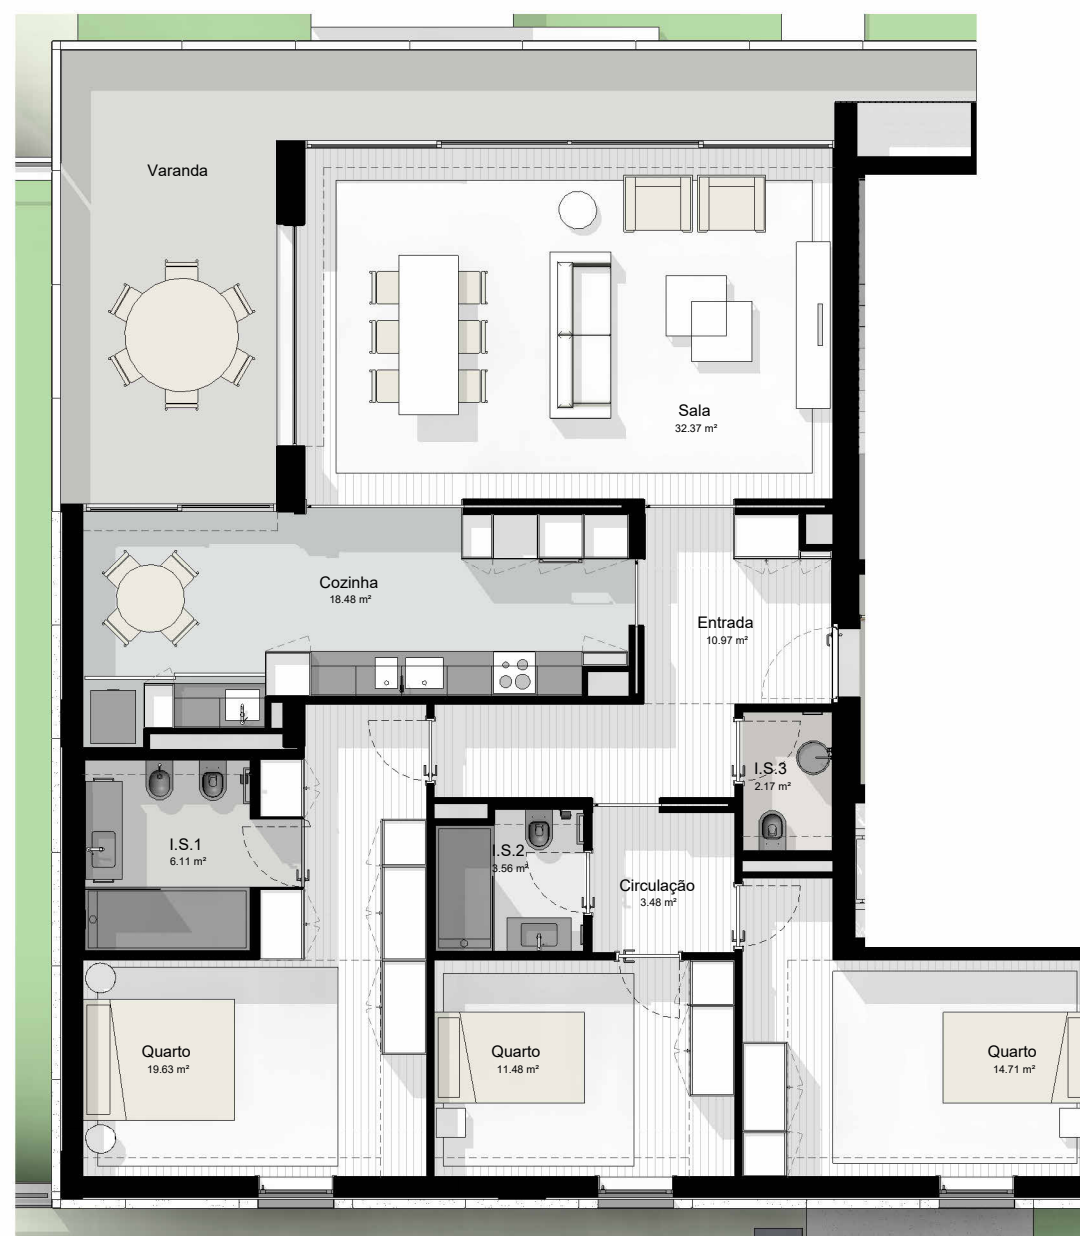 Varanda
Sala
32.37 m²
Cozinha
18.48 m²
Entrada
10.97 m²
I.S.3
2.17 m²
I.S.1
6.11 m²
I.S.2
3.56 m²
Circulação
3.48 m²
Quarto
19.63 m²
Quarto
11.48 m²
Quarto
14.71 m²